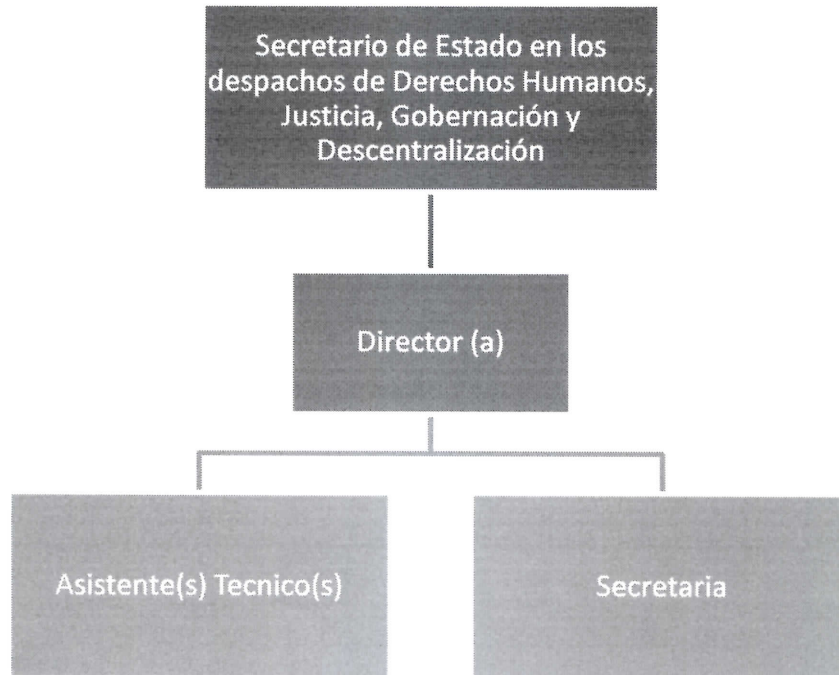 Secretario de Estado en los
despachos de Derechos Humanos,
Justicia, Gobernación y
Descentralización
Director (a)
Asistente(s) Tecnico(s)
Secretaria